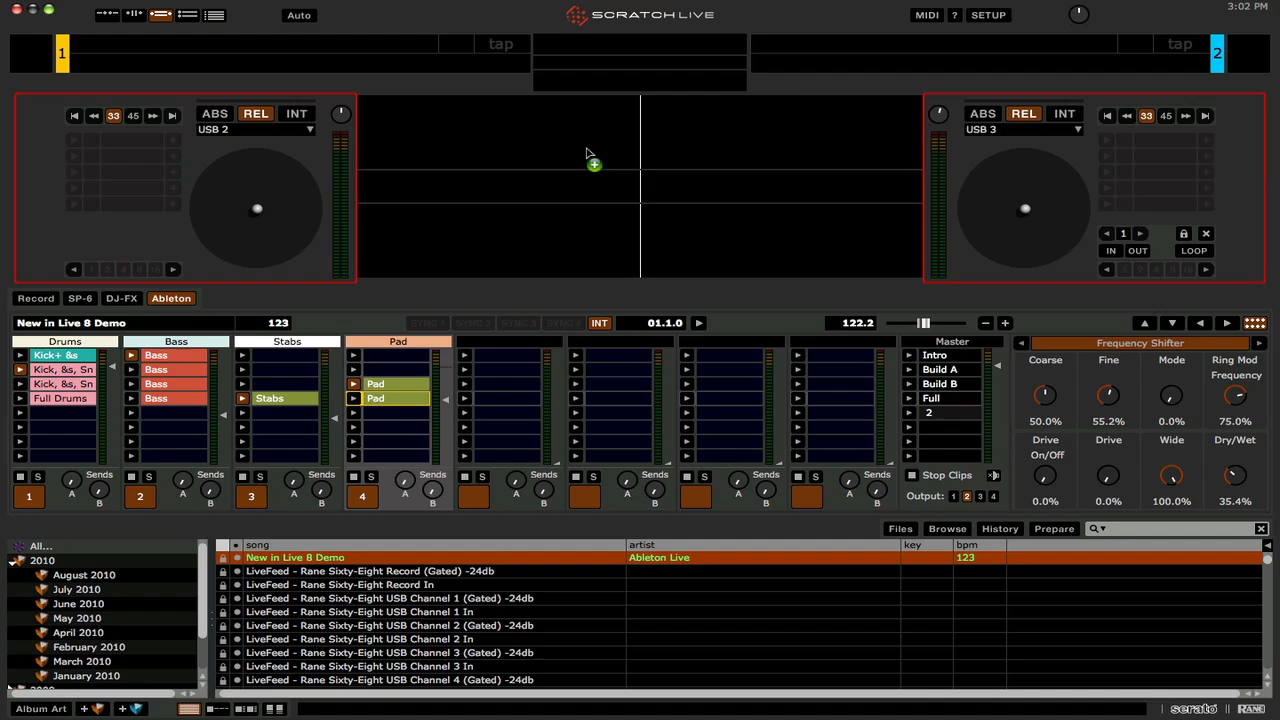 Auto
SCRATCHLIVE
MIDI ? SETUP
3:02 PM
1 tap
tap 2
33 45 ABS REL INT
USB 2
ABS REL INT 33 45
USB 3
1
IN OUT LOOP
Record SP-6 DJ-FX Ableton
New in Live 8 Demo 123 SYNC 1 SYNC 2 SYNC 3 SYNC 4 INT 01.1.0 122.2
Drums Bass Stabs Pad Master Frequency Shifter
Kick+ &s Bass Intro
Kick, &s, Sn Bass Build A
Kick, &s, Sn Bass Pad Build B
Full Drums Bass Stabs Pad Full
2
Coarse Fine Mode Ring Mod Frequency
50.0% 55.2% 0.0% 75.0%
Drive On/Off Drive Wide Dry/Wet
0.0% 0.0% 100.0% 35.4%
S Sends S Sends S Sends S Sends Sends Sends Sends Sends Stop Clips
A A A A A A A A
B B B B B B B B
1 2 3 4 Output: 1 2 3 4
Files Browse History Prepare
song artist key bpm
New in Live 8 Demo Ableton Live 123
LiveFeed - Rane Sixty-Eight Record (Gated) -24db
LiveFeed - Rane Sixty-Eight Record In
LiveFeed - Rane Sixty-Eight USB Channel 1 (Gated) -24db
LiveFeed - Rane Sixty-Eight USB Channel 1 In
LiveFeed - Rane Sixty-Eight USB Channel 2 (Gated) -24db
LiveFeed - Rane Sixty-Eight USB Channel 2 In
LiveFeed - Rane Sixty-Eight USB Channel 3 (Gated) -24db
LiveFeed - Rane Sixty-Eight USB Channel 3 In
LiveFeed - Rane Sixty-Eight USB Channel 4 (Gated) -24db
All...
2010
August 2010
July 2010
June 2010
May 2010
April 2010
February 2010
March 2010
January 2010
Album Art
serato RANE